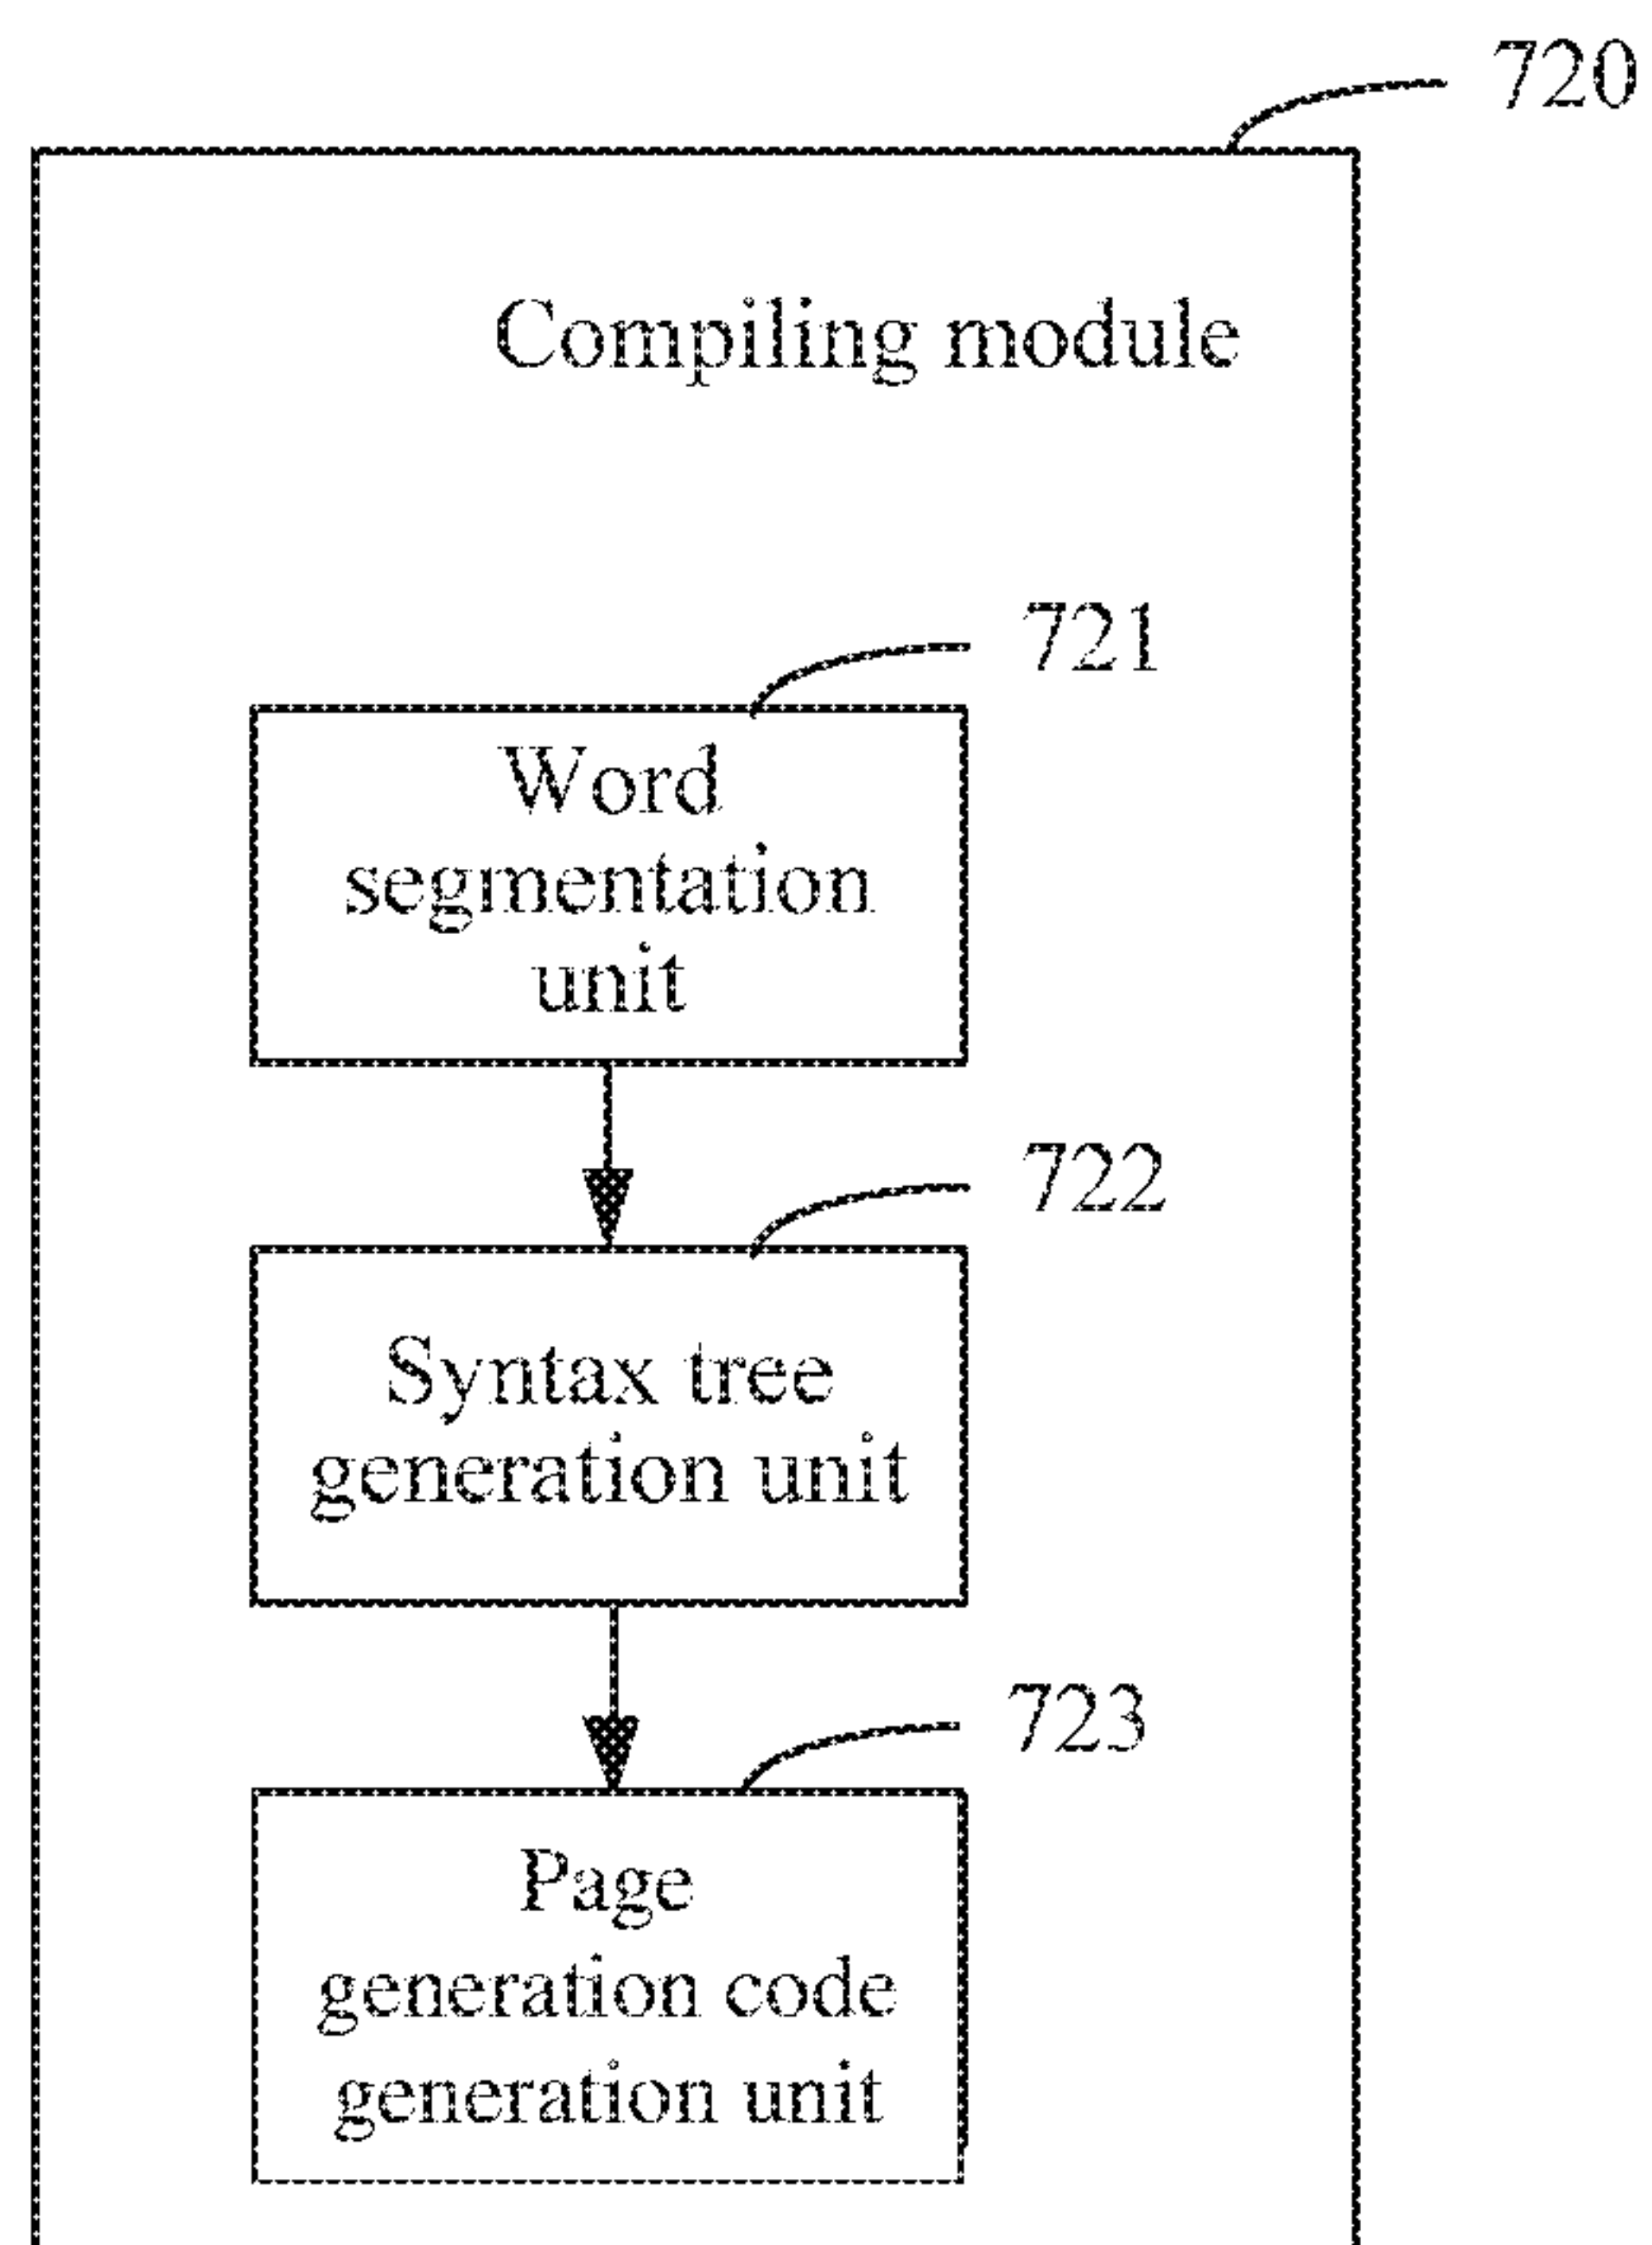 720
Compiling module
721
Word
segmentation
unit
722
Syntax tree
generation unit
723
Page
generation code
generation unit